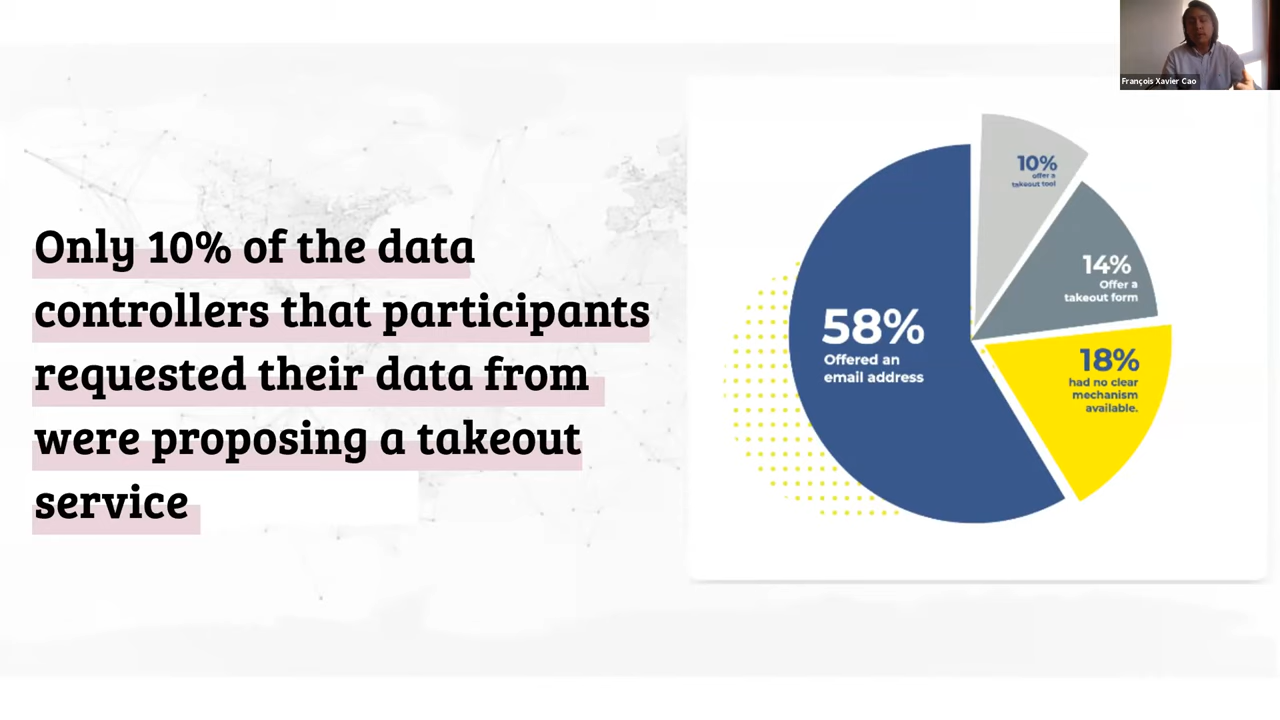 François Xavier Cao
Only 10% of the data
controllers that participants
requested their data from
were proposing a takeout
service
10%
offer a
takeout tool
14%
Offer a
takeout form
58%
Offered an
email address
18%
had no clear
mechanism
available.